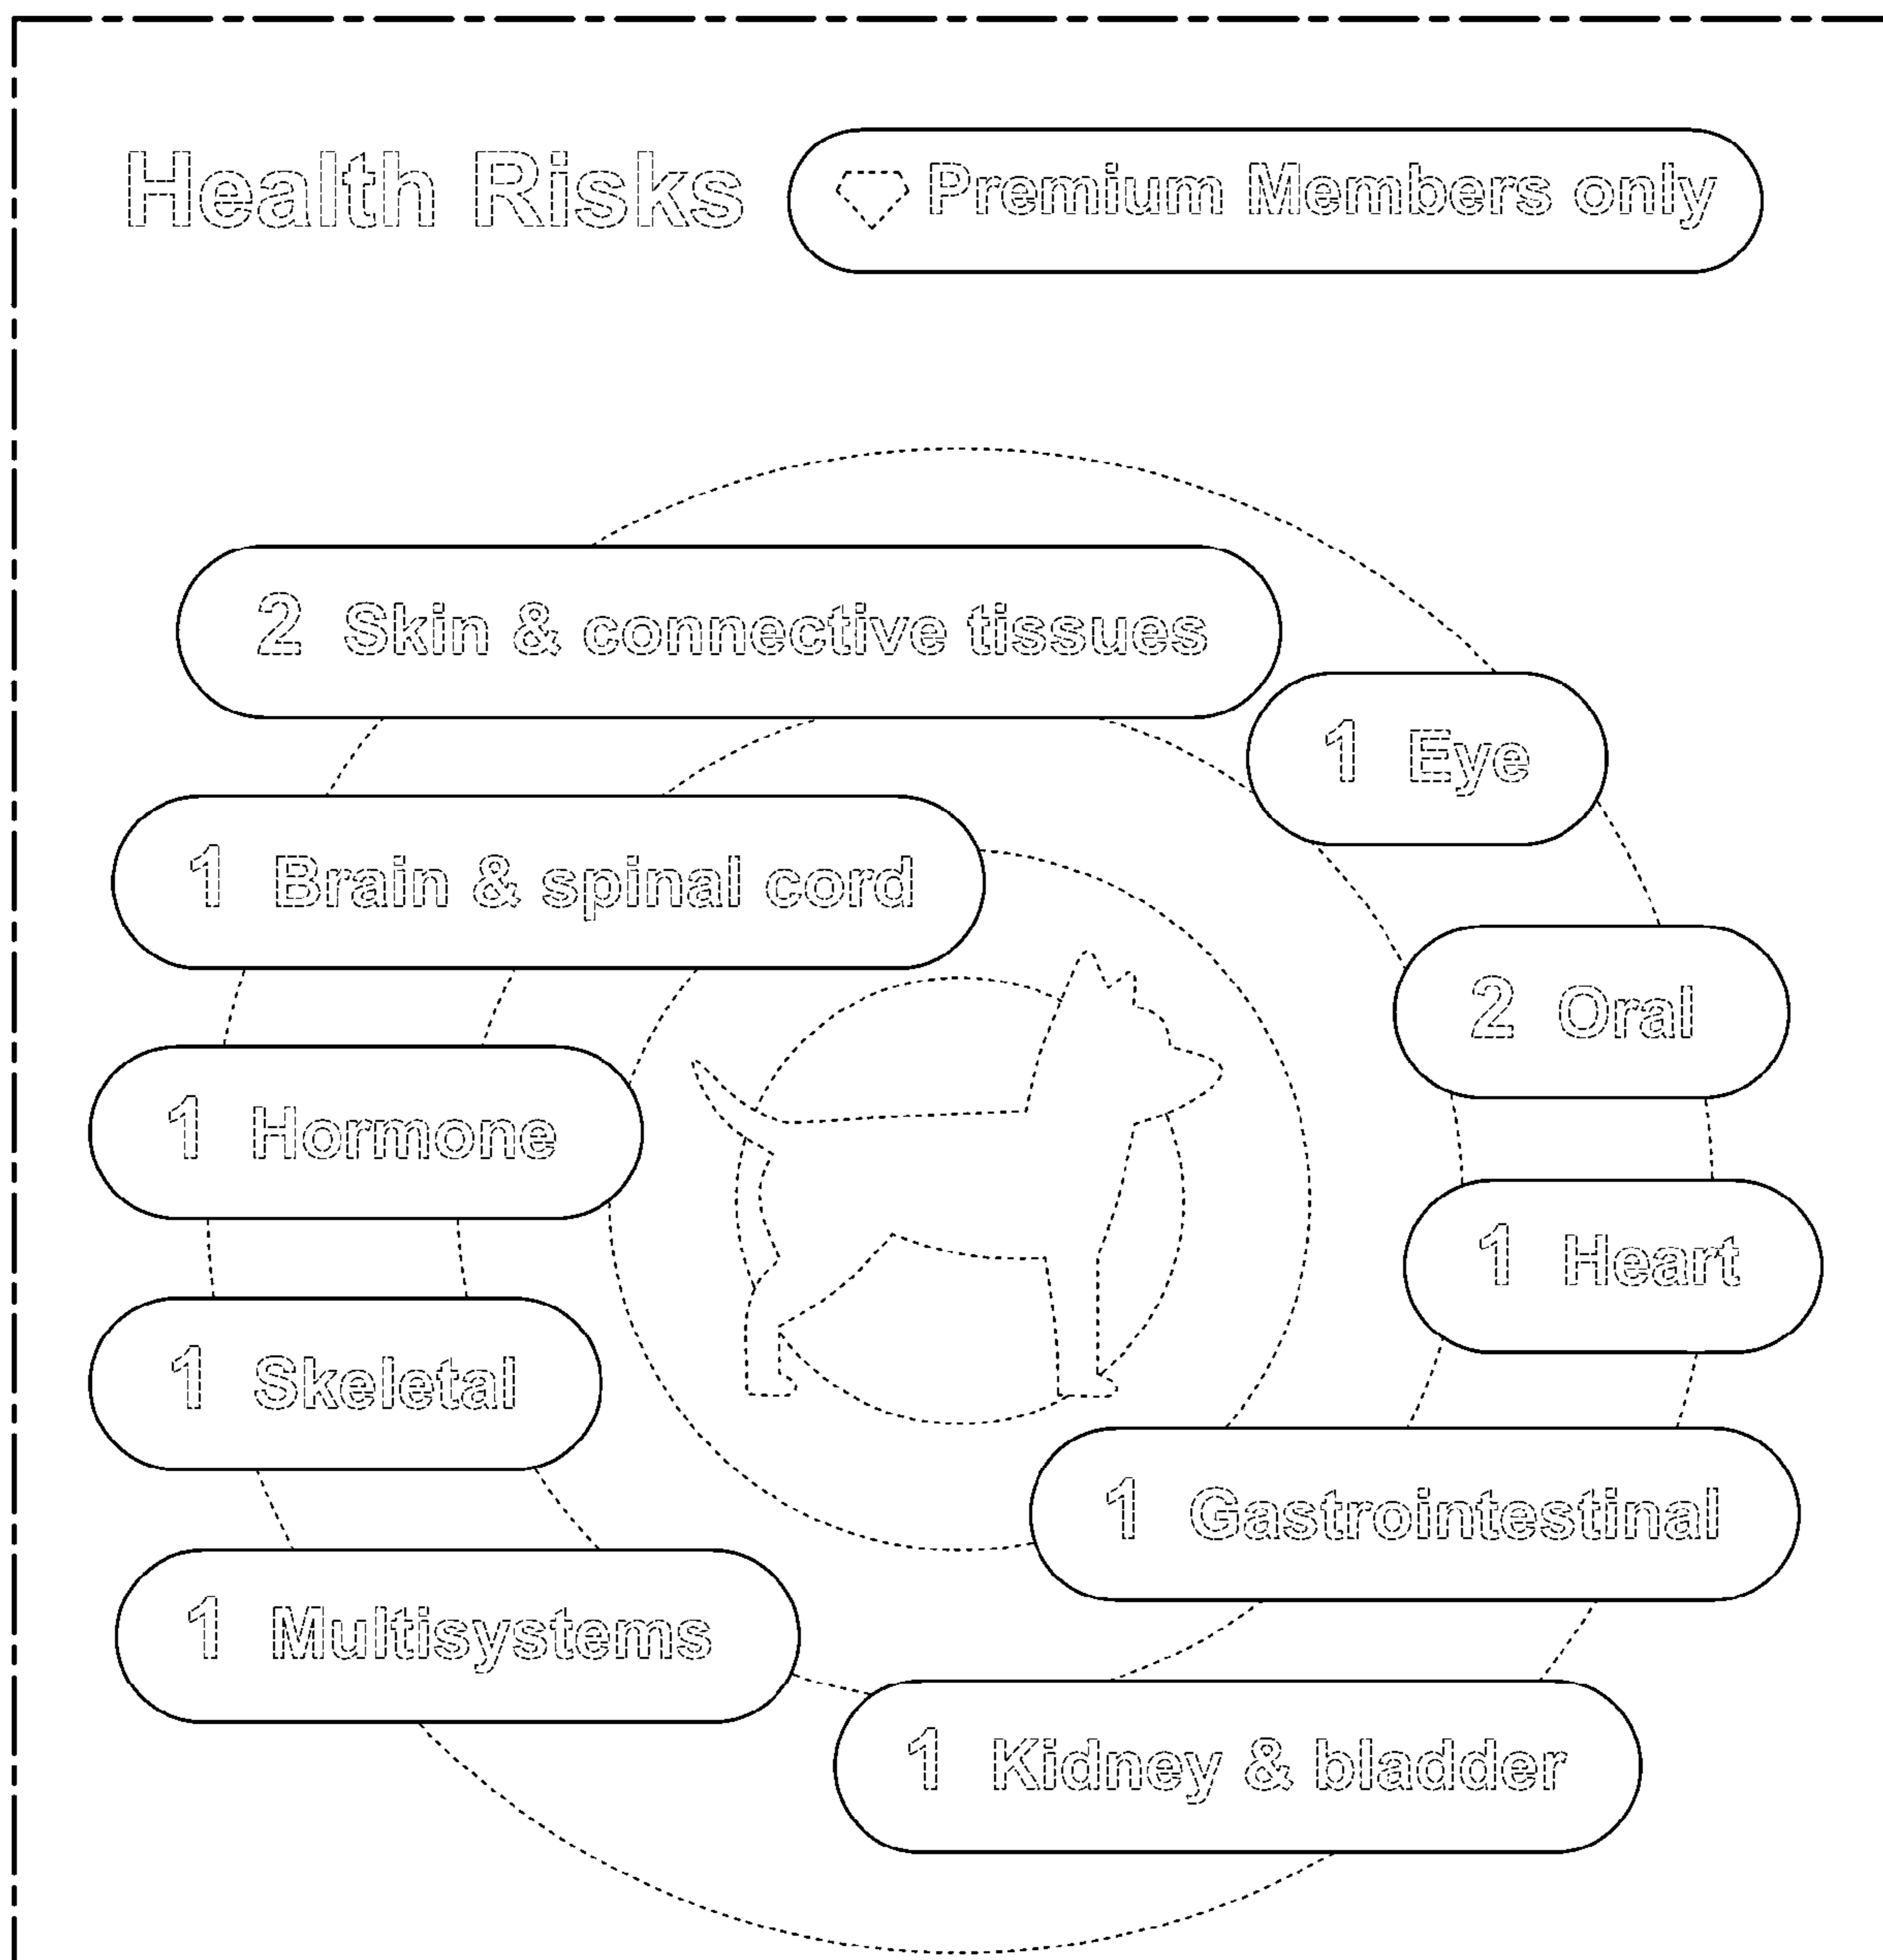 Health Risks
Premium Members only
2 Skin & connective tissues
1 Eye
1 Brain & spinal cord
2 Oral
1 Hormone
1 Heart
1 Skeletal
1 Gastrointestinal
1 Multisystems
1 Kidney & bladder